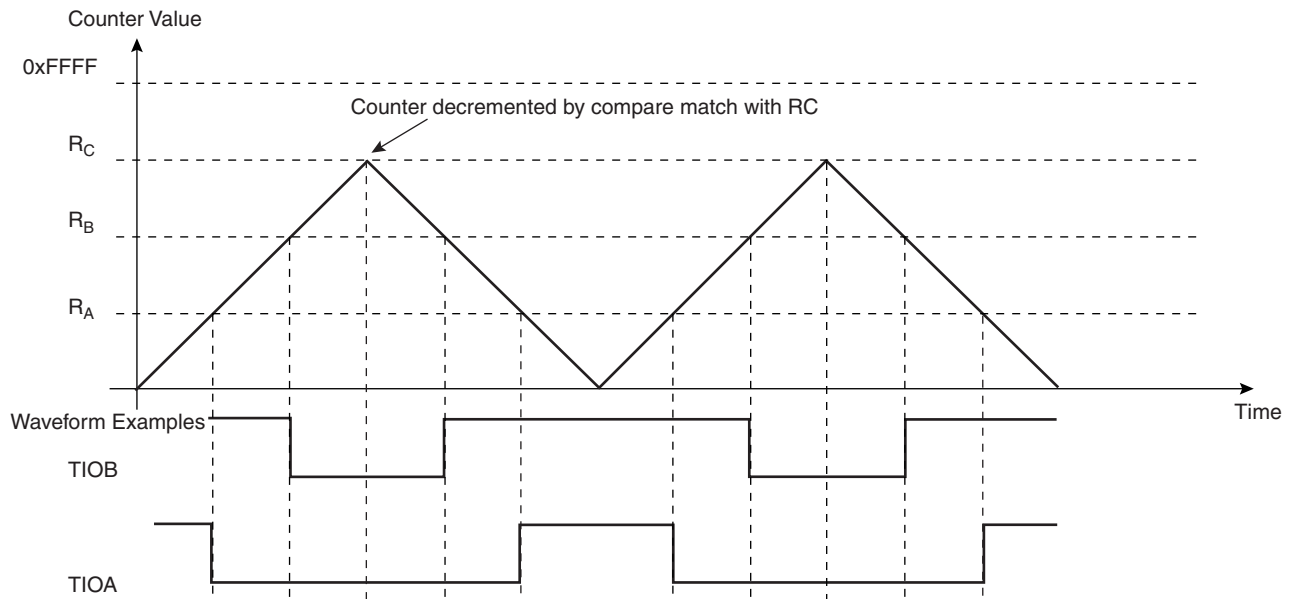 Counter Value
0xFFFF
Counter decremented by compare match with RC
RC
RB
RA
Time
Waveform Examples
TIOB
TIOA